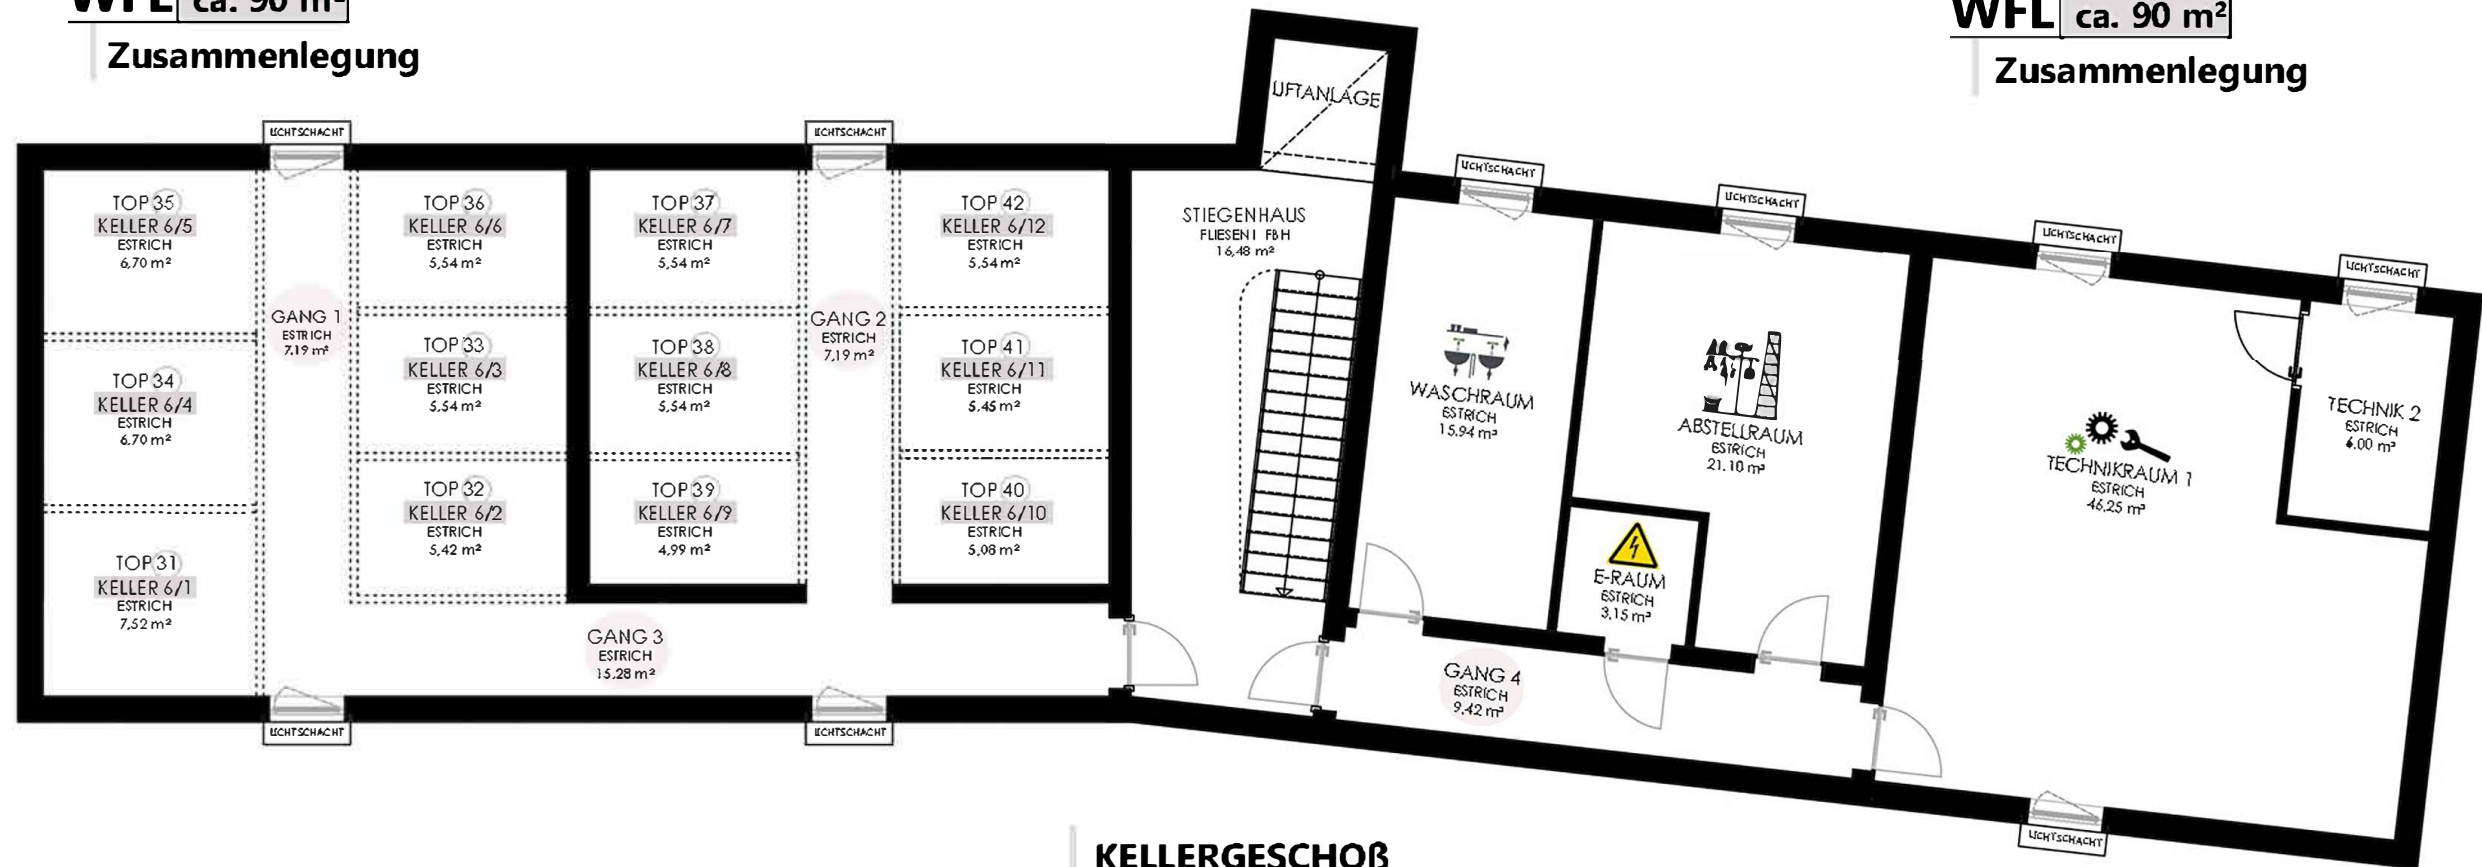 WFL ca. 90 m²
Zusammenlegung
WFL ca. 90 m²
Zusammenlegung
LIFTANLAGE
LICHTSCHACHT
LICHTSCHACHT
LICHTSCHACHT
LICHTSCHACHT
LICHTSCHACHT
LICHTSCHACHT
TOP 35
KELLER 6/5
ESTRICH
6,70 m²
TOP 36
KELLER 6/6
ESTRICH
5,54 m²
TOP 37
KELLER 6/7
ESTRICH
5,54 m²
TOP 42
KELLER 6/12
ESTRICH
5,54 m²
STIEGENHAUS
FLIESEN I FBH
16,48 m²
GANG 1
ESTRICH
7,19 m²
GANG 2
ESTRICH
7,19 m²
TOP 34
KELLER 6/4
ESTRICH
6,70 m²
TOP 33
KELLER 6/3
ESTRICH
5,54 m²
TOP 38
KELLER 6/8
ESTRICH
5,54 m²
TOP 41
KELLER 6/11
ESTRICH
5,45 m²
WASCHRAUM
ESTRICH
15,94 m²
ABSTELLRAUM
ESTRICH
21,10 m²
TECHNIKRAUM 1
ESTRICH
46,25 m²
TECHNIK 2
ESTRICH
6,00 m²
TOP 31
KELLER 6/1
ESTRICH
7,52 m²
TOP 32
KELLER 6/2
ESTRICH
5,42 m²
TOP 39
KELLER 6/9
ESTRICH
4,99 m²
TOP 40
KELLER 6/10
ESTRICH
5,08 m²
E-RAUM
ESTRICH
3,15 m²
GANG 3
ESTRICH
15,28 m²
GANG 4
ESTRICH
9,42 m²
LICHTSCHACHT
LICHTSCHACHT
LICHTSCHACHT
KELLERGESCHOß